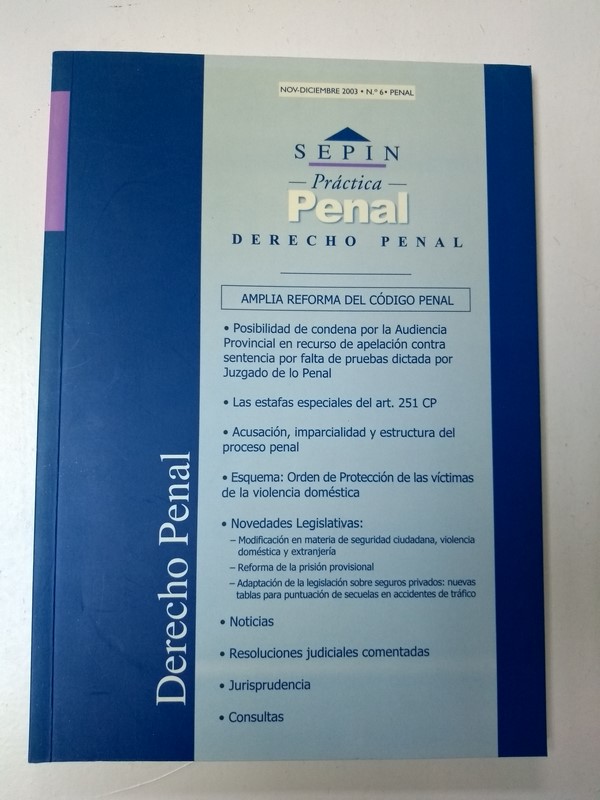 NOV-DICIEMBRE 2003 • N.º 6 • PENAL
SEPIN
— Práctica —
Penal
DERECHO PENAL
AMPLIA REFORMA DEL CÓDIGO PENAL
• Posibilidad de condena por la Audiencia
Provincial en recurso de apelación contra
sentencia por falta de pruebas dictada por
Juzgado de lo Penal
• Las estafas especiales del art. 251 CP
• Acusación, imparcialidad y estructura del
proceso penal
• Esquema: Orden de Protección de las víctimas
de la violencia doméstica
• Novedades Legislativas:
– Modificación en materia de seguridad ciudadana, violencia
doméstica y extranjería
– Reforma de la prisión provisional
– Adaptación de la legislación sobre seguros privados: nuevas
tablas para puntuación de secuelas en accidentes de tráfico
• Noticias
• Resoluciones judiciales comentadas
• Jurisprudencia
• Consultas
Derecho Penal